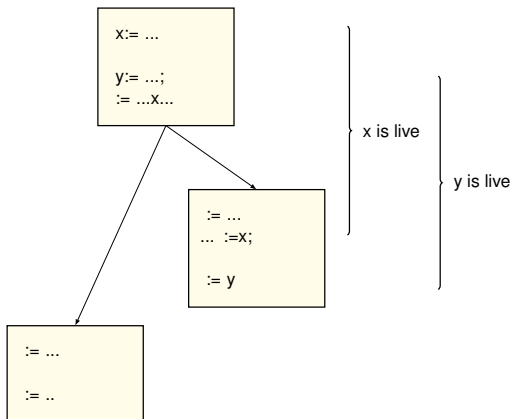 x:= ...
y:= ...;
:= ...x...
x is live
y is live
:= ...
... :=x;
:= y
:= ...
:= ..